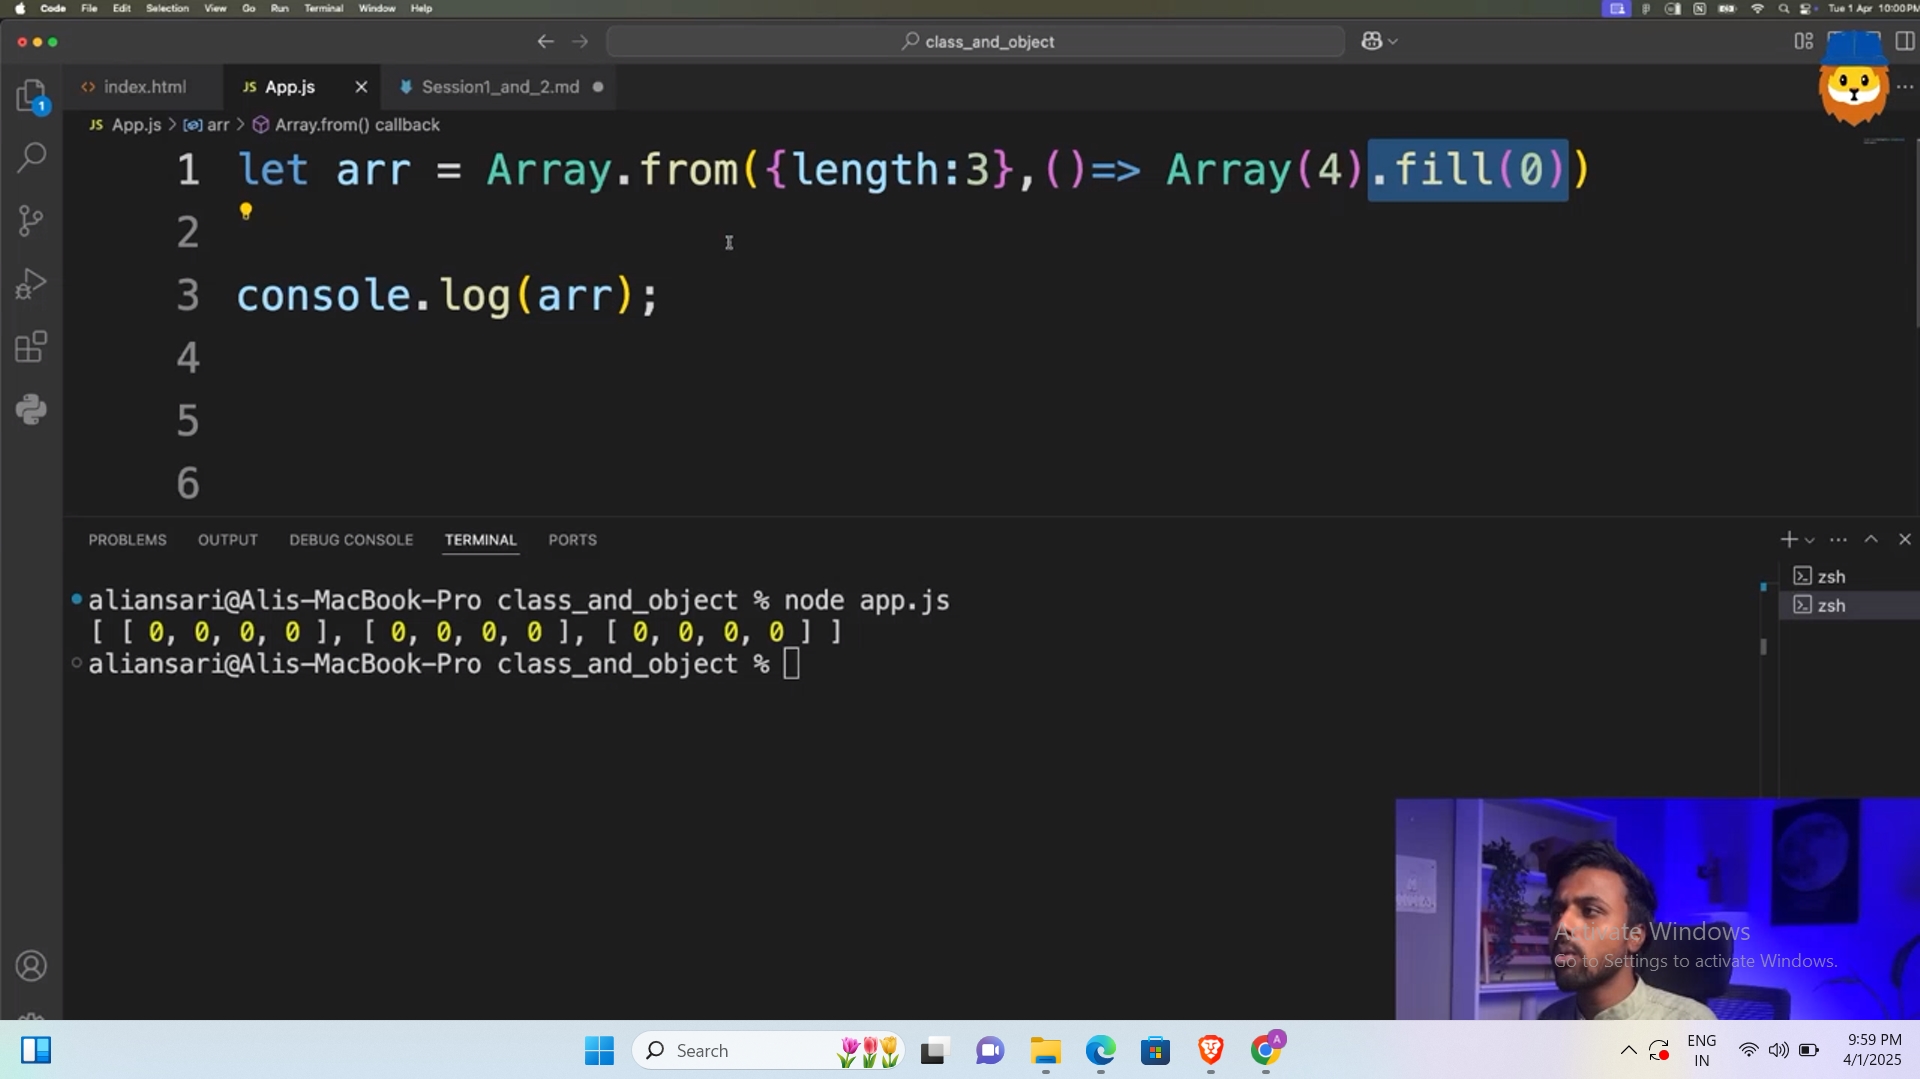 Code File Edit Selection View Go Run Terminal Window Help
Tue 1 Apr 10:00PM
class_and_object
index.html
JS App.js
Session1_and_2.md
1
JS App.js > arr > Array.from() callback
1 let arr = Array.from({length:3},()=> Array(4).fill(0))
2
3 console.log(arr);
4
5
6
PROBLEMS OUTPUT DEBUG CONSOLE TERMINAL PORTS
zsh
zsh
aliansari@Alis-MacBook-Pro class_and_object % node app.js
[ [ 0, 0, 0, 0 ], [ 0, 0, 0, 0 ], [ 0, 0, 0, 0 ] ]
aliansari@Alis-MacBook-Pro class_and_object %
Activate Windows
Go to Settings to activate Windows.
Search
A
ENG
IN
9:59 PM
4/1/2025